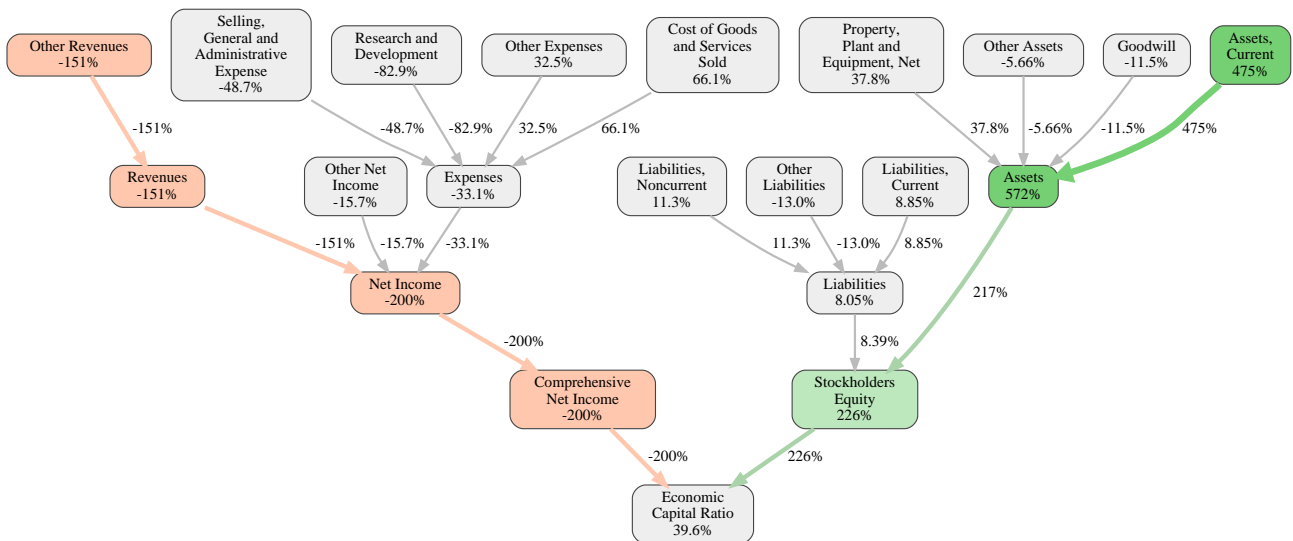 Other Revenues
-151%
Selling,
General and
Administrative
Expense
-48.7%
Research and
Development
-82.9%
Other Expenses
32.5%
Cost of Goods
and Services
Sold
66.1%
Property,
Plant and
Equipment, Net
37.8%
Other Assets
-5.66%
Goodwill
-11.5%
Assets,
Current
475%
-151%
-48.7%
-82.9%
32.5%
66.1%
37.8%
-5.66%
-11.5%
475%
Revenues
-151%
Other Net
Income
-15.7%
Expenses
-33.1%
Liabilities,
Noncurrent
11.3%
Other
Liabilities
-13.0%
Liabilities,
Current
8.85%
Assets
572%
-151%
-15.7%
-33.1%
11.3%
-13.0%
8.85%
217%
Net Income
-200%
Liabilities
8.05%
-200%
8.39%
Comprehensive
Net Income
-200%
Stockholders
Equity
226%
-200%
226%
Economic
Capital Ratio
39.6%